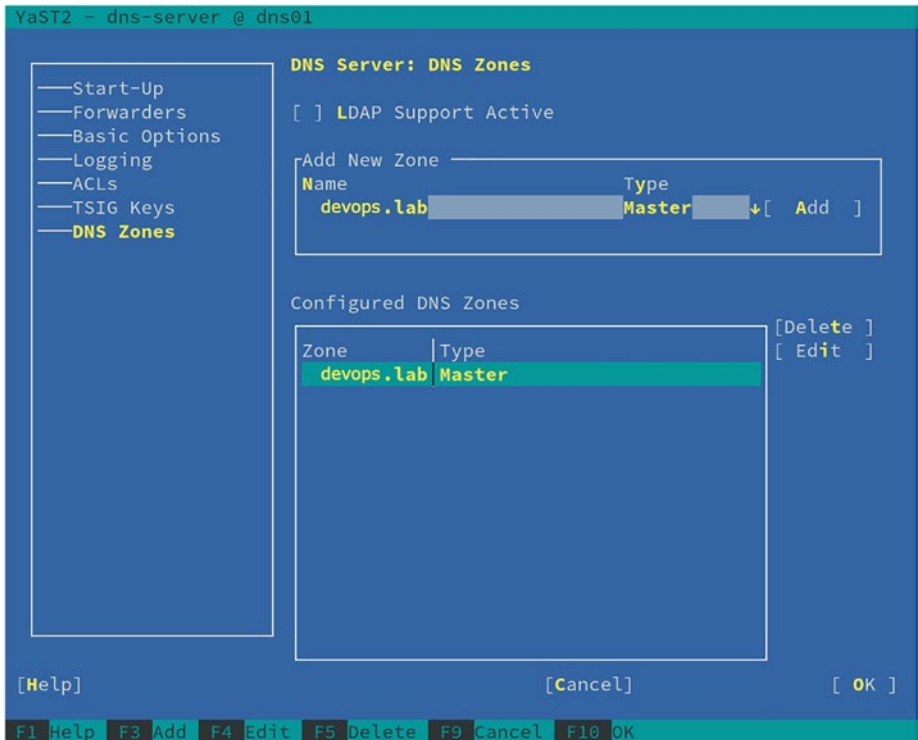 YaST2 - dns-server @ dns01
DNS Server: DNS Zones
Start-Up
Forwarders
Basic Options
Logging
ACLs
TSIG Keys
DNS Zones
[ ] LDAP Support Active
Add New Zone
Name Type
devops.lab Master ↓[ Add ]
Configured DNS Zones
[Delete ]
[ Edit ]
Zone Type
devops.lab Master
[Help] [Cancel] [ OK ]
F1 Help F3 Add F4 Edit F5 Delete F9 Cancel F10 OK